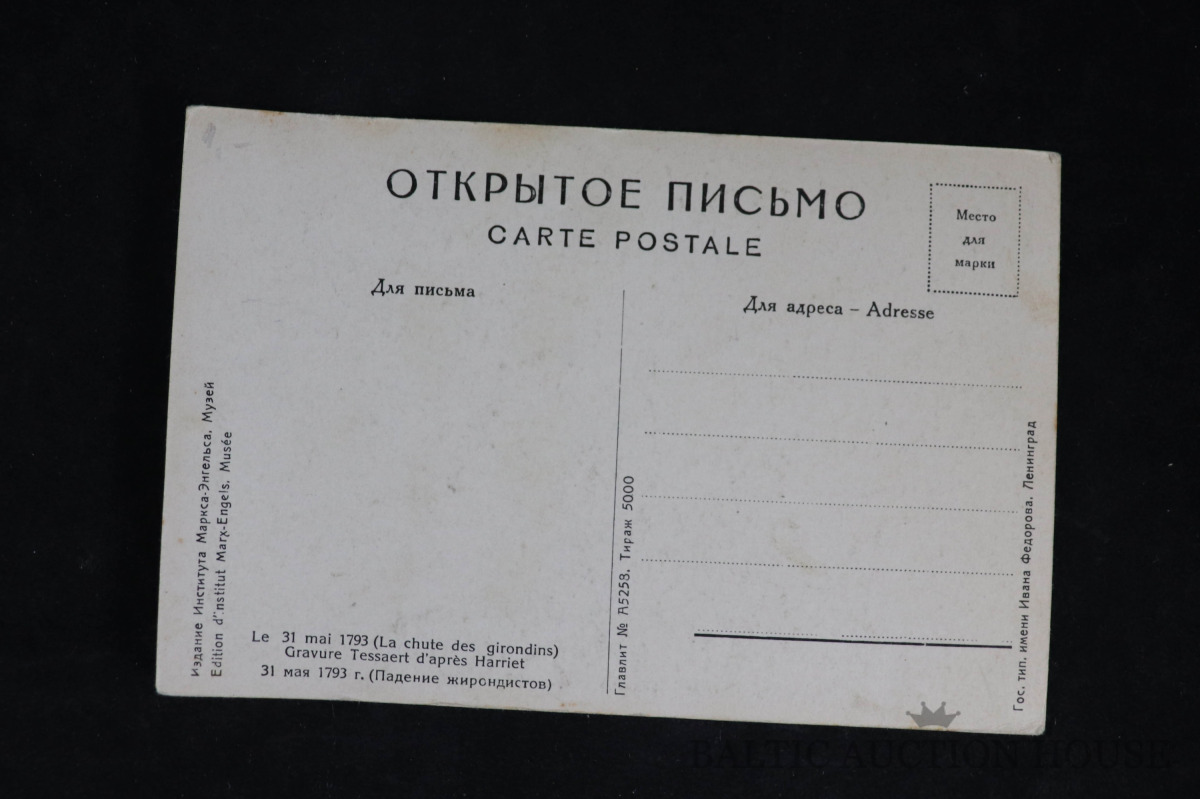 ОТКРЫТОЕ ПИСЬМО
CARTE POSTALE
Место
для
марки
Для письма
Для адреса – Adresse
Издание Института Маркса-Энгельса. Музей
Edition d'Institut Marx-Engels. Musée
Le 31 mai 1793 (La chute des girondins)
Gravure Tessaert d'après Harriet
31 мая 1793 г. (Падение жирондистов)
Главлит № А5258. Тираж 5000
Гос. тип. имени Ивана Федорова. Ленинград
BALTIC AUCTION HOUSE